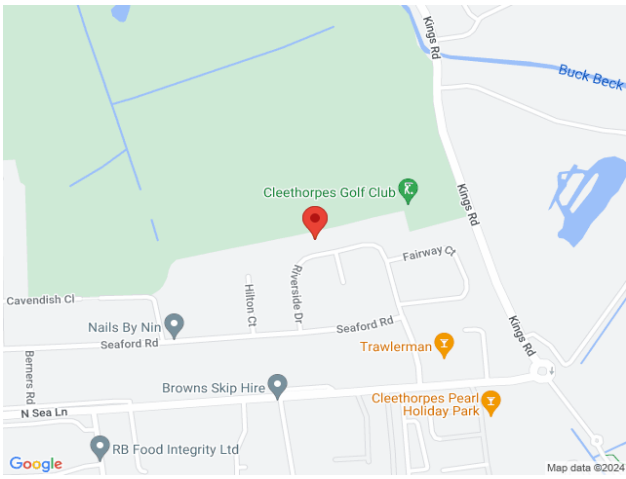 Kings Rd
Buck Beck
Cleethorpes Golf Club
Kings Rd
Fairway Ct
Riverside Dr
Hilton Ct
Cavendish Cl
Nails By Nin
Seaford Rd
Seaford Rd
Trawlerman
Kings Rd
Berners Rd
Browns Skip Hire
Cleethorpes Pearl
Holiday Park
N Sea Ln
RB Food Integrity Ltd
Google
Map data ©2024